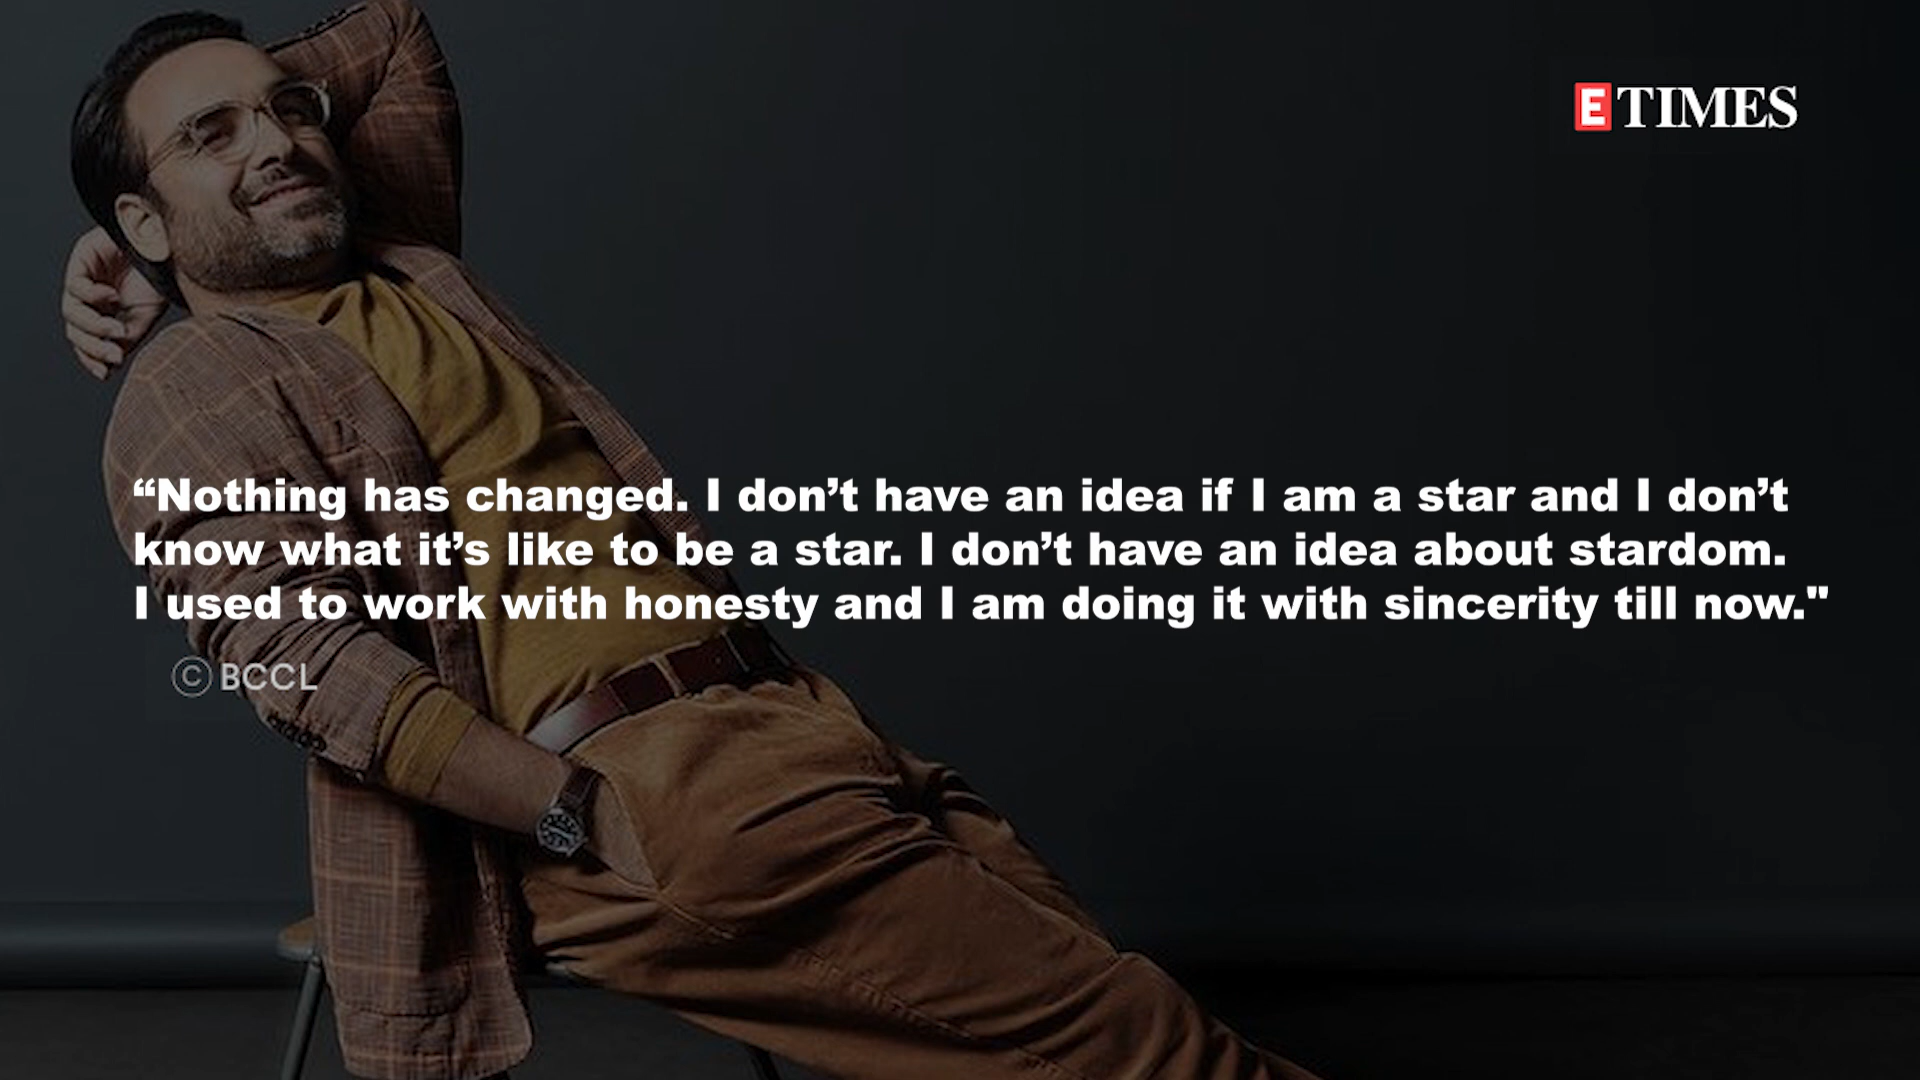 E TIMES
“Nothing has changed. I don’t have an idea if I am a star and I don’t
know what it’s like to be a star. I don’t have an idea about stardom.
I used to work with honesty and I am doing it with sincerity till now."
© BCCL